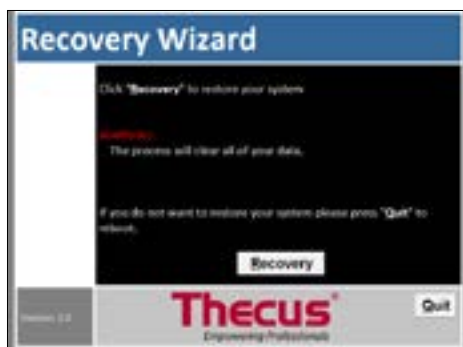 Recovery Wizard
Click "Recovery" to restore your system
WARNING:
The process will clear all of your data.
If you do not want to restore your system please press "Quit" to
reboot.
Recovery
Thecus
Empowering Professionals
Quit